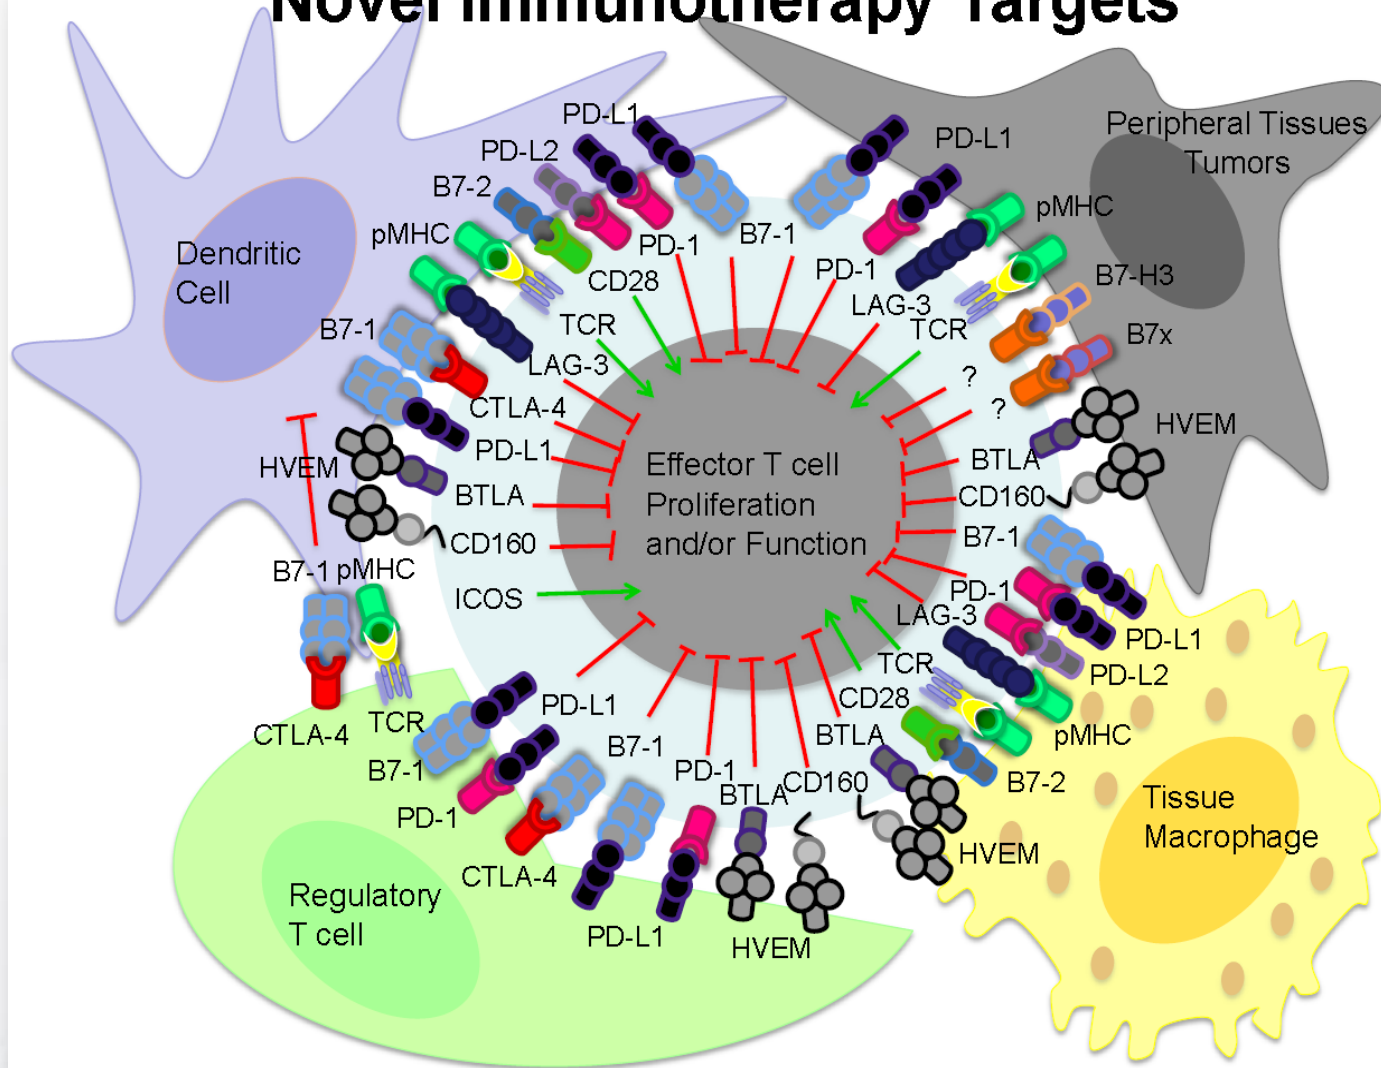 Novel Immunotherapy Targets
Peripheral Tissues
Tumors
Dendritic
Cell
PD-L1
PD-L2
B7-2
pMHC
PD-1
B7-1
CD28
TCR
LAG-3
B7-1
CTLA-4
PD-L1
HVEM
BTLA
CD160
ICOS
B7-1
pMHC
PD-L1
pMHC
PD-1
LAG-3
TCR
B7-H3
B7x
?
?
HVEM
BTLA
CD160
B7-1
PD-1
LAG-3
PD-L1
PD-L2
TCR
pMHC
CD28
B7-2
BTLA
CD160
HVEM
Effector T cell
Proliferation
and/or Function
CTLA-4
TCR
B7-1
PD-1
CTLA-4
PD-L1
B7-1
PD-1
BTLA
PD-L1
HVEM
Regulatory
T cell
Tissue
Macrophage